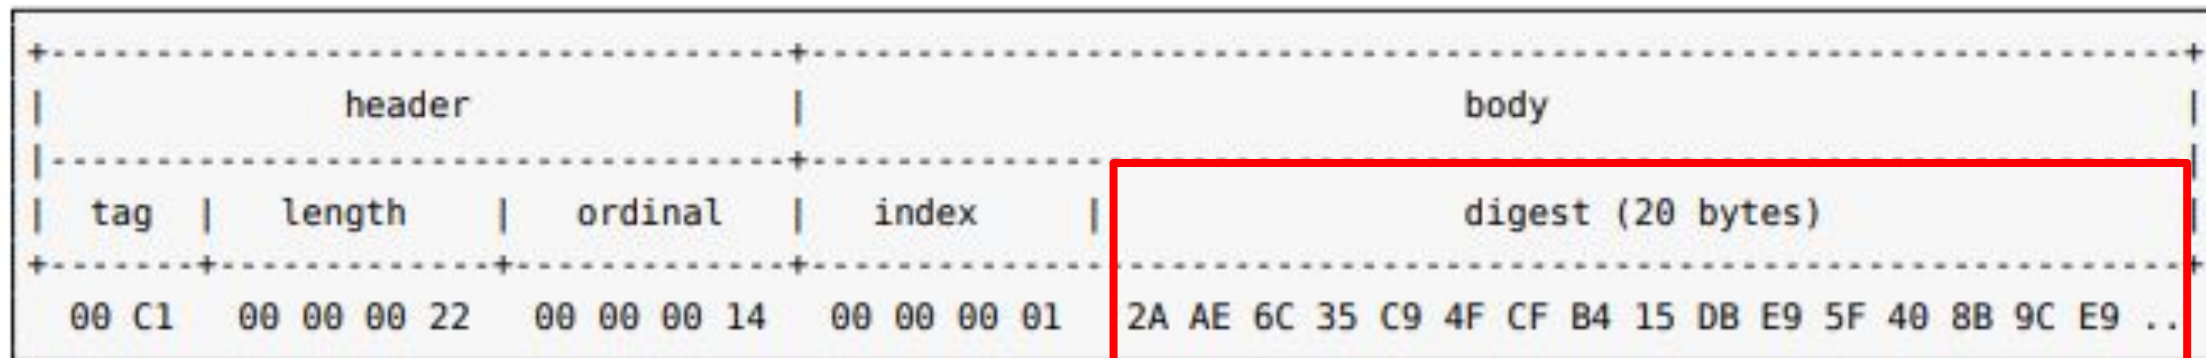 +-----------------------------------+------------------------------------------------------------------+
| header | body |
|-----------------------------------+------------------------------------------------------------------|
| tag | length | ordinal | index | digest (20 bytes) |
+-------+-------------+-------------+------------------------------------------------------------------+
00 C1 00 00 00 22 00 00 00 14 00 00 00 01 2A AE 6C 35 C9 4F CF B4 15 DB E9 5F 40 8B 9C E9 ..